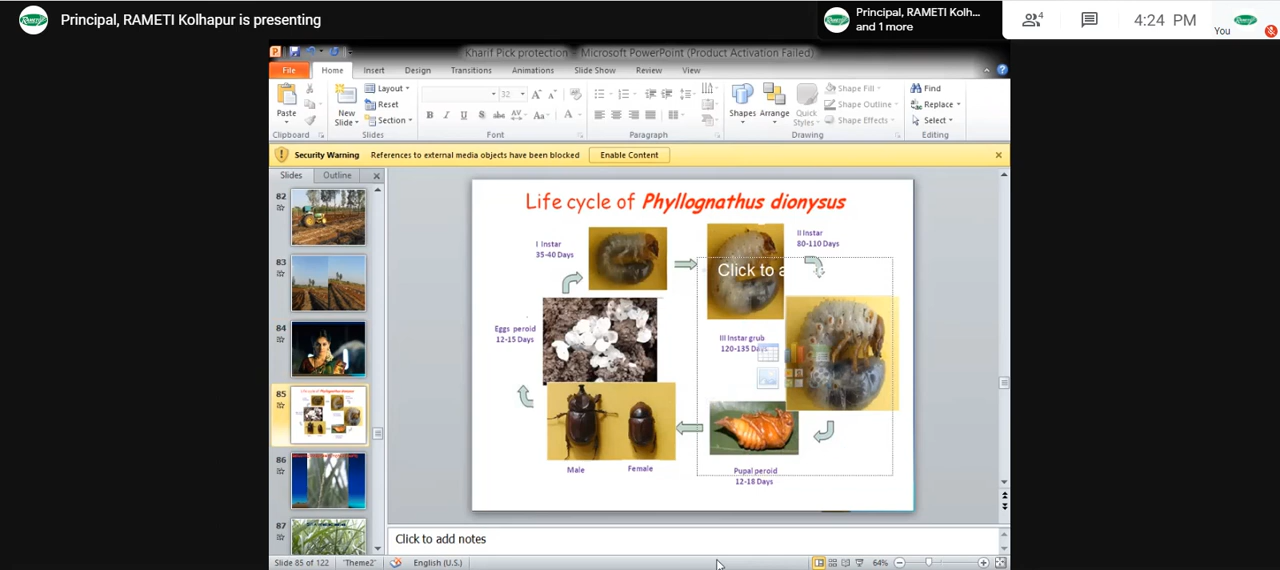 Principal, RAMETI Kolhapur is presenting
Principal, RAMETI Kolh...
and 1 more
4
4:24 PM
You
Kharif Pick protection - Microsoft PowerPoint (Product Activation Failed)
File Home Insert Design Transitions Animations Slide Show Review View
Paste
New
Slide
Layout
Reset
Section
32
Shapes
Arrange
Quick
Styles
Shape Fill
Shape Outline
Shape Effects
Find
Replace
Select
Clipboard Slides Font Paragraph Drawing Editing
Security Warning References to external media objects have been blocked Enable Content
Slides Outline
82
83
84
85
86
87
Life cycle of Phyllognathus dionysus
I Instar
35-40 Days
II Instar
80-110 Days
Click to a
Eggs peroid
12-15 Days
III Instar grub
120-135 Days
Male
Female
Pupal peroid
12-18 Days
Click to add notes
Slide 85 of 122 "Theme2" English (U.S.) 64%